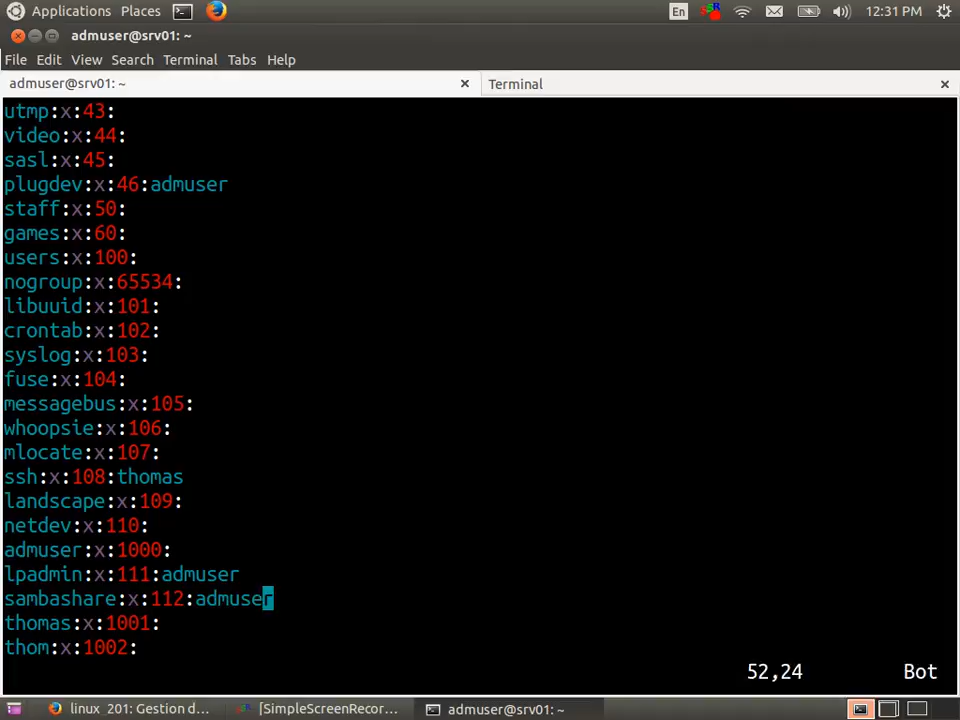 Applications Places En 12:31 PM
admuser@srv01: ~
File Edit View Search Terminal Tabs Help
admuser@srv01: ~ × Terminal ×
utmp:x:43:
video:x:44:
sasl:x:45:
plugdev:x:46:admuser
staff:x:50:
games:x:60:
users:x:100:
nogroup:x:65534:
libuuid:x:101:
crontab:x:102:
syslog:x:103:
fuse:x:104:
messagebus:x:105:
whoopsie:x:106:
mlocate:x:107:
ssh:x:108:thomas
landscape:x:109:
netdev:x:110:
admuser:x:1000:
lpadmin:x:111:admuser
sambashare:x:112:admuser
thomas:x:1001:
thom:x:1002:
52,24 Bot
linux_201: Gestion d... [SimpleScreenRecor... admuser@srv01: ~